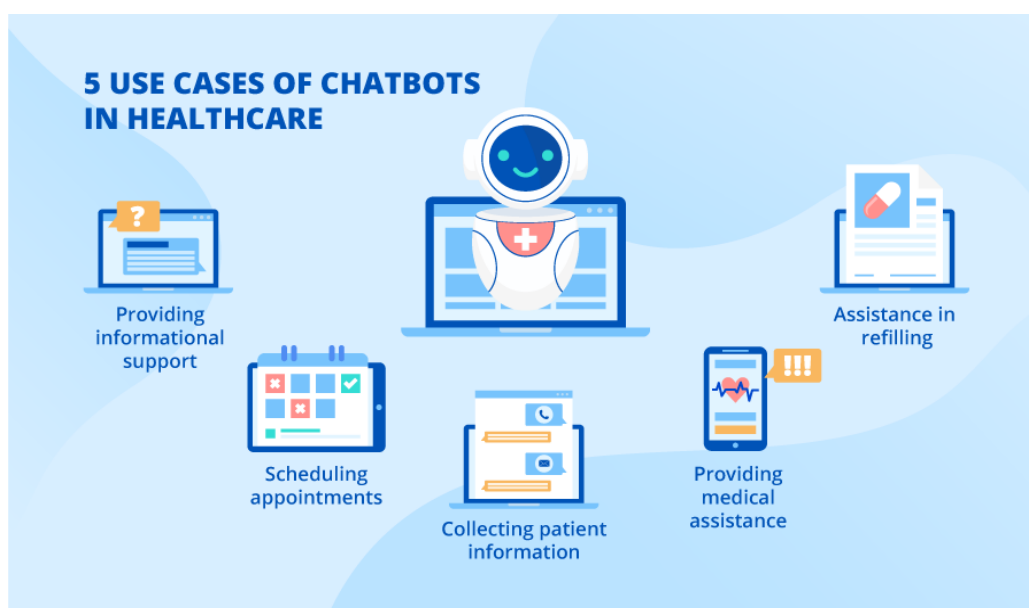 5 USE CASES OF CHATBOTS
IN HEALTHCARE
?
Providing
informational
support
Scheduling
appointments
Collecting patient
information
!!!
Providing
medical
assistance
Assistance in
refilling